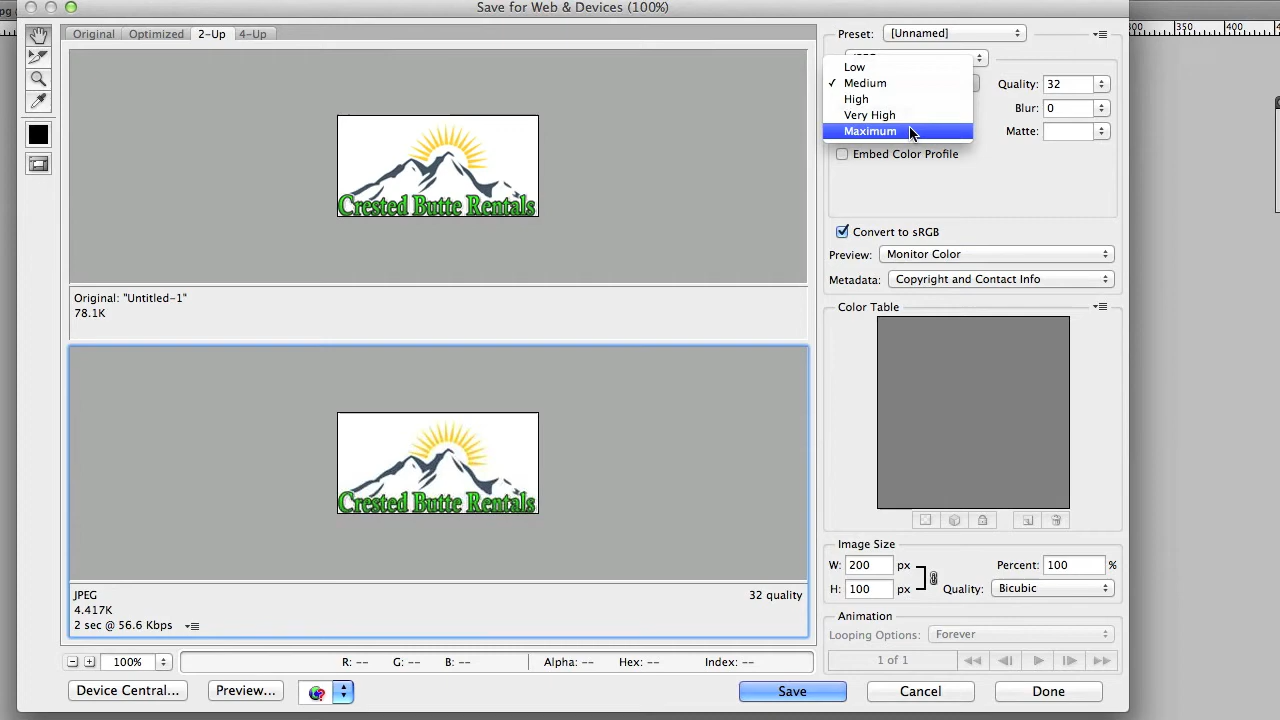 Save for Web & Devices (100%)
pg
Original
Optimized
2-Up
4-Up
Crested Butte Rentals
Original: "Untitled-1"
78.1K
Crested Butte Rentals
JPEG
4.417K
2 sec @ 56.6 Kbps
32 quality
100%
R: --
G: --
B: --
Alpha: --
Hex: --
Index: --
Device Central...
Preview...
Save
Cancel
Done
Preset:
[Unnamed]
Low
Medium
High
Very High
Maximum
Quality: 32
Blur: 0
Matte:
Embed Color Profile
Convert to sRGB
Preview: Monitor Color
Metadata: Copyright and Contact Info
Color Table
Image Size
W: 200 px
Percent: 100 %
H: 100 px
Quality: Bicubic
Animation
Looping Options: Forever
1 of 1
350
400